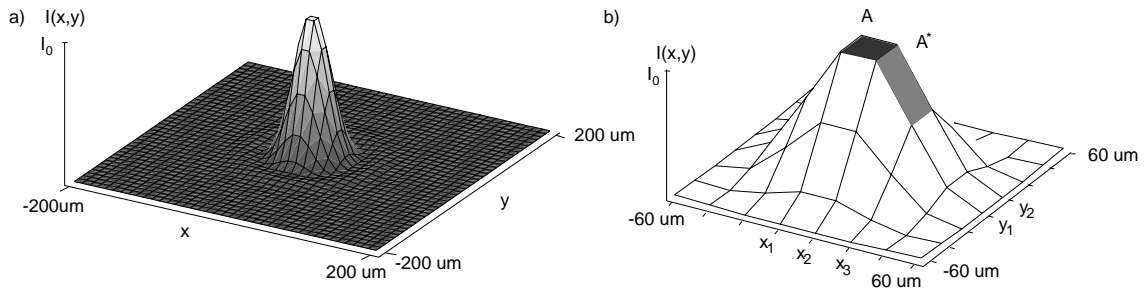 a)
I(x,y)
I0
-200um
x
200 um
-200 um
y
200 um
b)
A
A*
I(x,y)
I0
-60 um
x1
x2
x3
60 um
-60 um
y1
y2
60 um